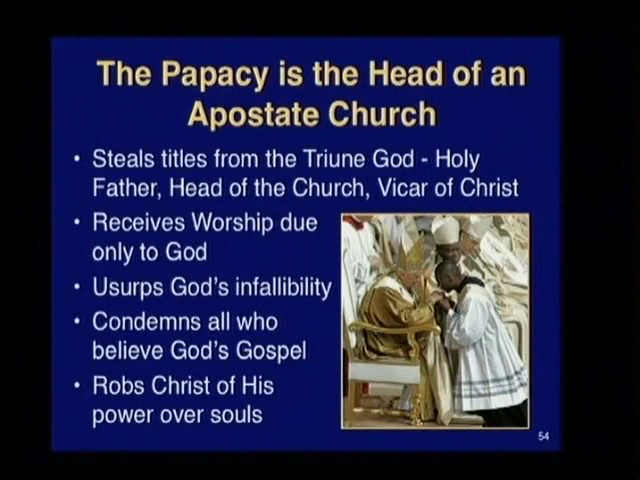 The Papacy is the Head of an
Apostate Church
• Steals titles from the Triune God - Holy
Father, Head of the Church, Vicar of Christ
• Receives Worship due
only to God
• Usurps God's infallibility
• Condemns all who
believe God's Gospel
• Robs Christ of His
power over souls
54